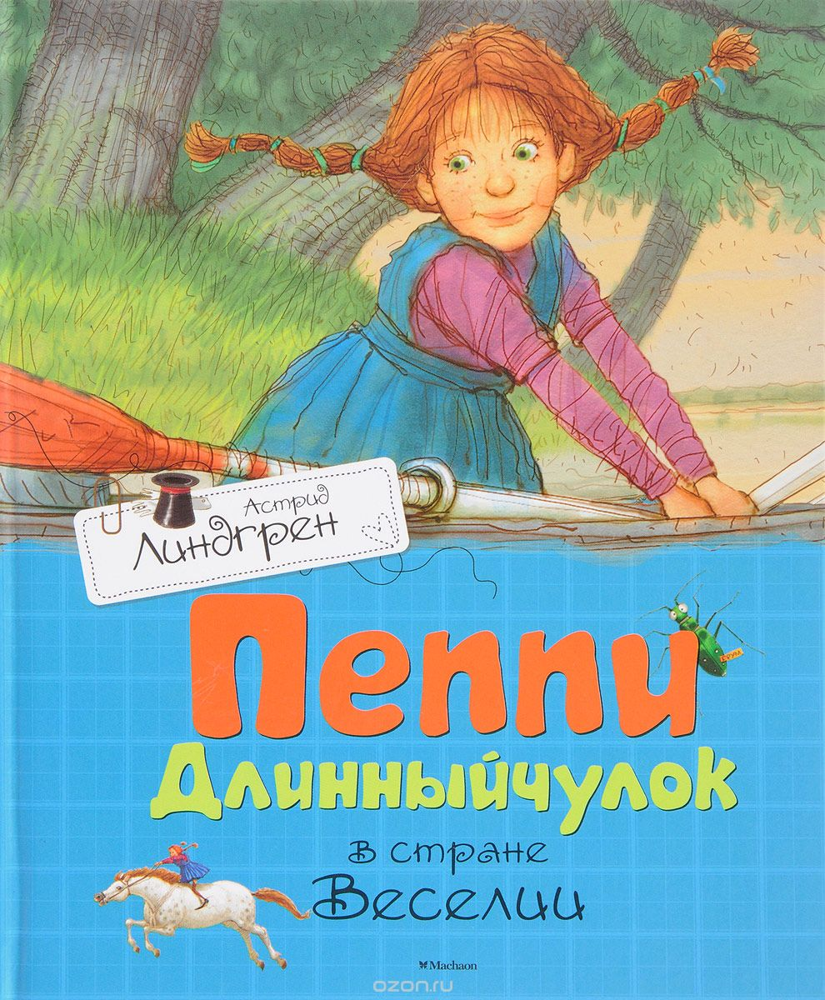 Астрид
Линдгрен
Пеппи
Длинныйчулок
в стране
Веселии
Machaon
ozon.ru